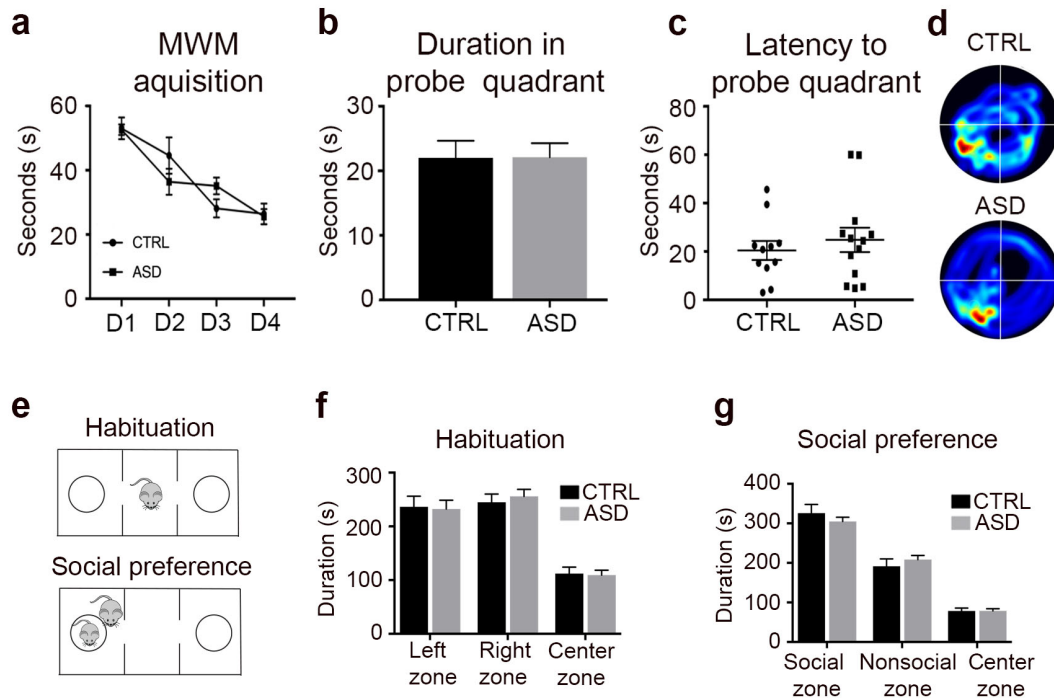 a
MWM
aquisition
Seconds (s)
60
40
20
0
CTRL
ASD
D1 D2 D3 D4
b
Duration in
probe quadrant
Seconds (s)
30
20
10
0
CTRL ASD
c
Latency to
probe quadrant
Seconds (s)
80
60
40
20
0
CTRL ASD
d
CTRL
ASD
e
Habituation
Social preference
f
Habituation
Duration (s)
300
200
100
0
CTRL
ASD
Left Right Center
zone zone zone
g
Social preference
Duration (s)
400
300
200
100
0
CTRL
ASD
Social Nonsocial Center
zone zone zone